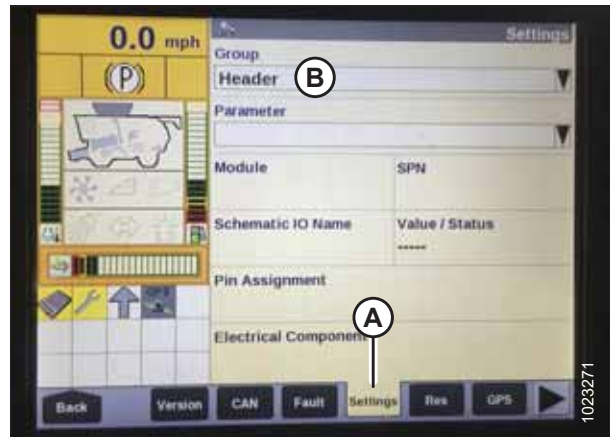 0.0 mph
(P)
Settings
Group
Header
B
Parameter
Module
SPN
Schematic IO Name
Value / Status
-----
Pin Assignment
A
Electrical Component
Back
Version
CAN
Fault
Settings
Res
GPS
1023271